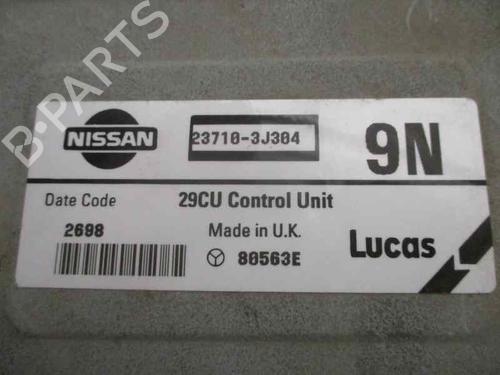 B-PARTS
NISSAN
23710-3J304
9N
Date Code
29CU Control Unit
2698
Made in U.K.
80563E
Lucas